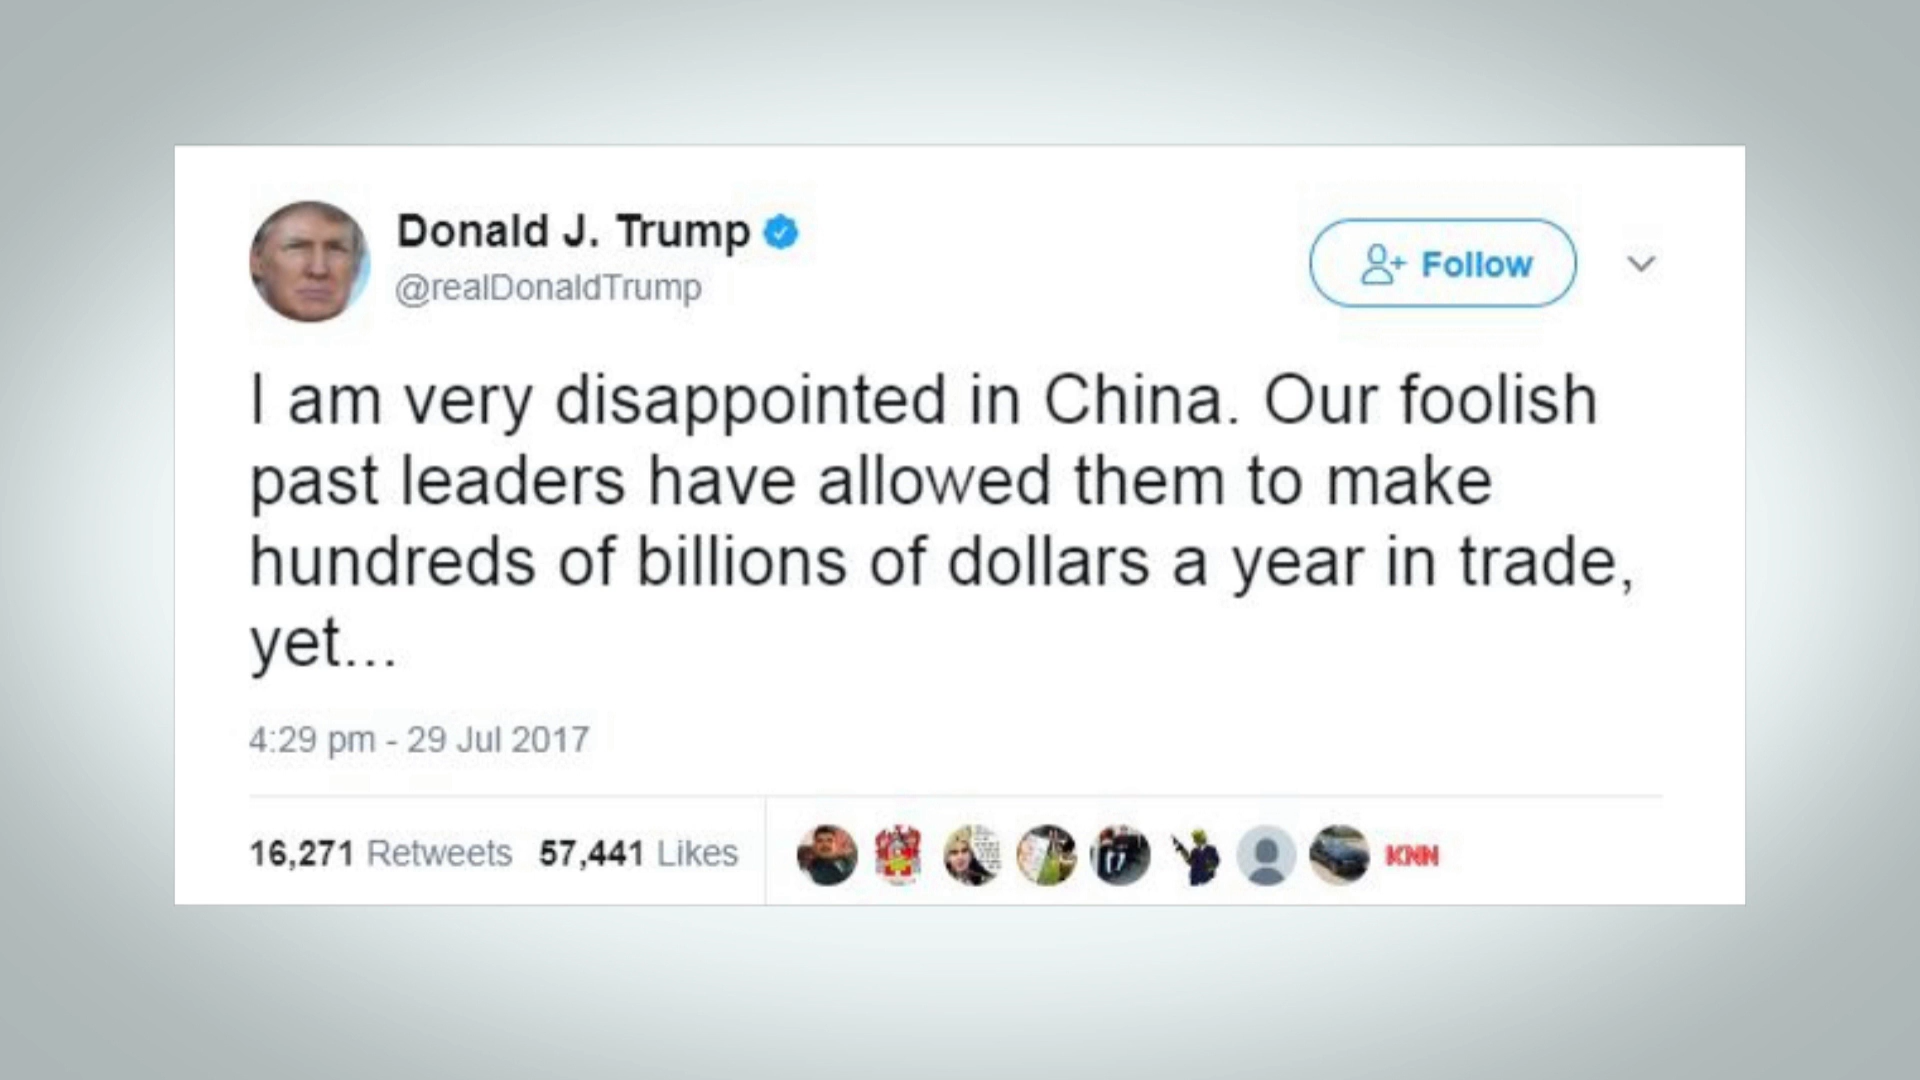 Donald J. Trump
@realDonaldTrump
Follow
I am very disappointed in China. Our foolish
past leaders have allowed them to make
hundreds of billions of dollars a year in trade,
yet...
4:29 pm - 29 Jul 2017
16,271 Retweets 57,441 Likes
KNN